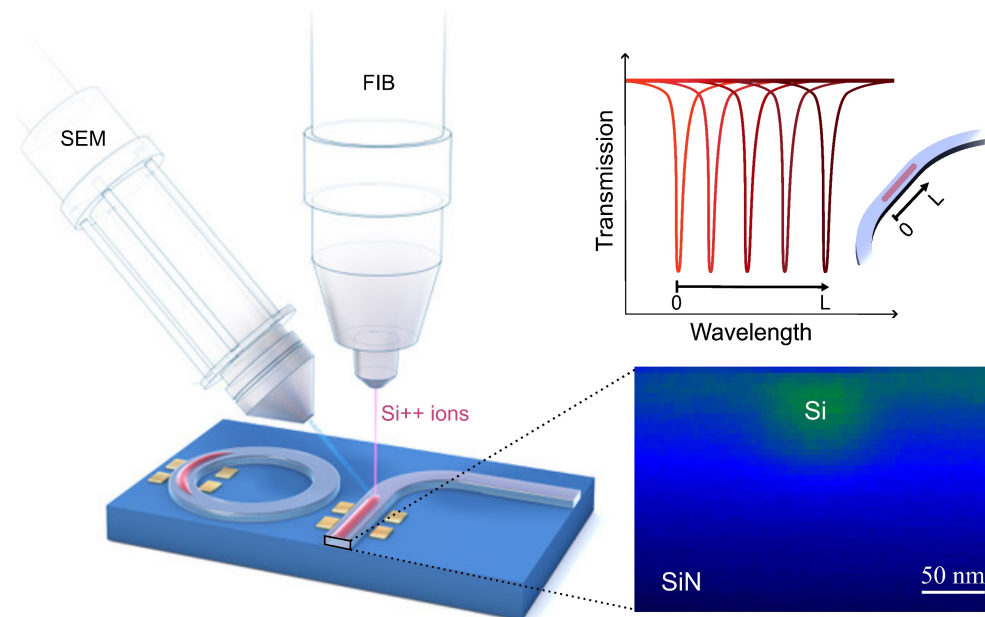 SEM
FIB
Si++ ions
Transmission
0
L
Wavelength
0
L
Si
SiN
50 nm